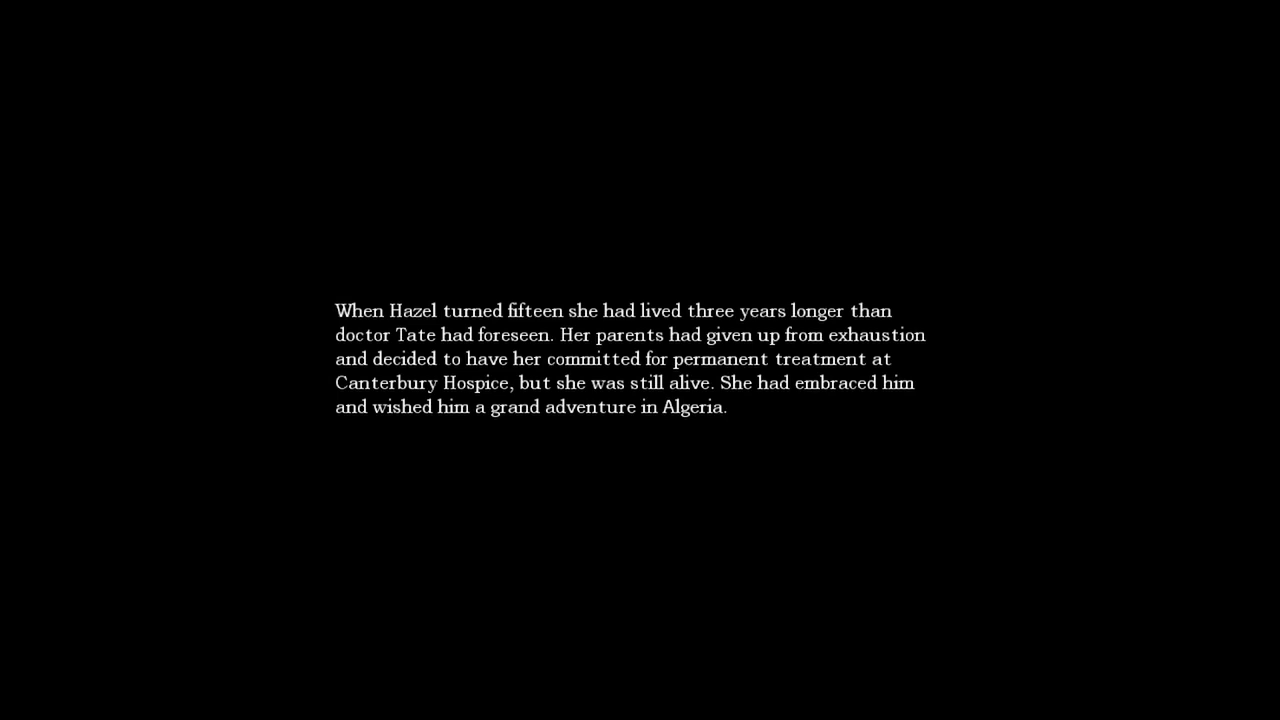 When Hazel turned fifteen she had lived three years longer than
doctor Tate had foreseen. Her parents had given up from exhaustion
and decided to have her committed for permanent treatment at
Canterbury Hospice, but she was still alive. She had embraced him
and wished him a grand adventure in Algeria.